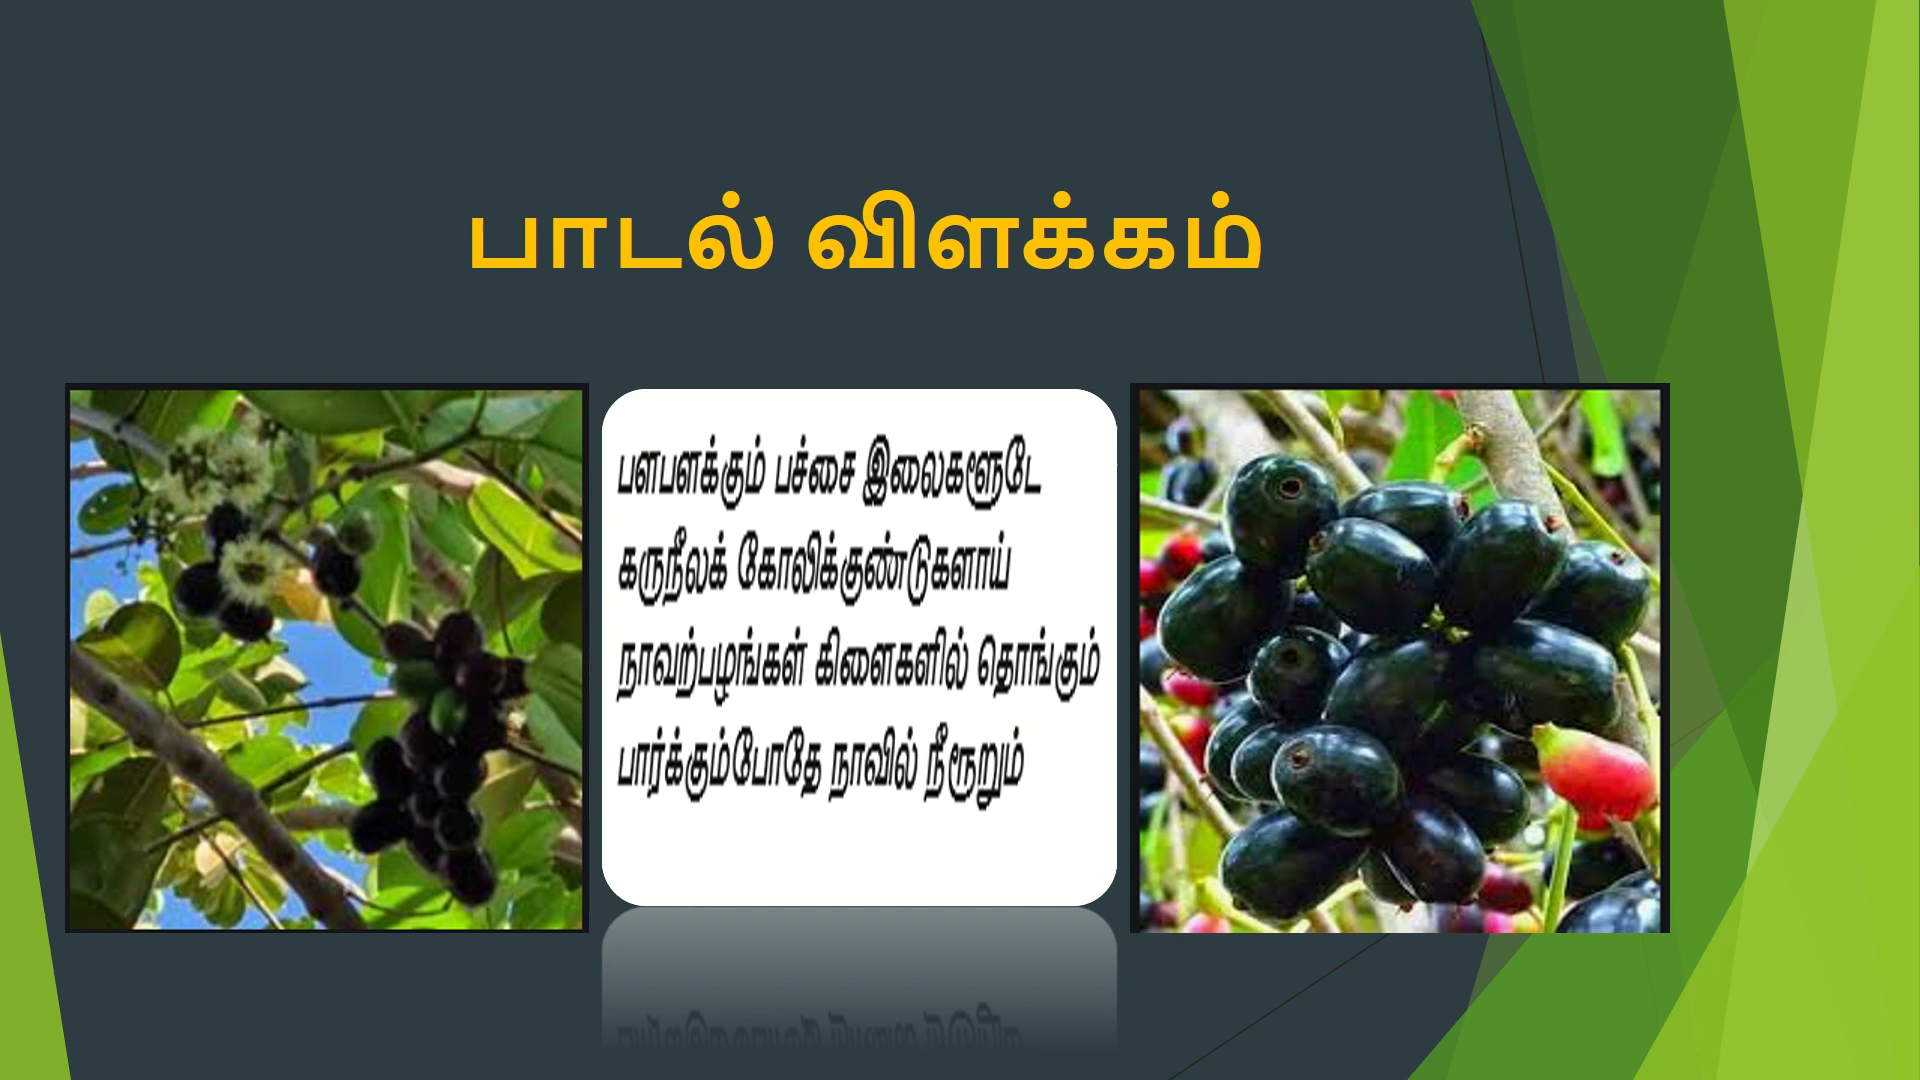 பாடல் விளக்கம்
பளபளக்கும் பச்சை இலைகளூடே
கருநீலக் கோலிக்குண்டுகளாய்
நாவற்பழங்கள் கிளைகளில் தொங்கும்
பார்க்கும்போதே நாவில் நீரூறும்